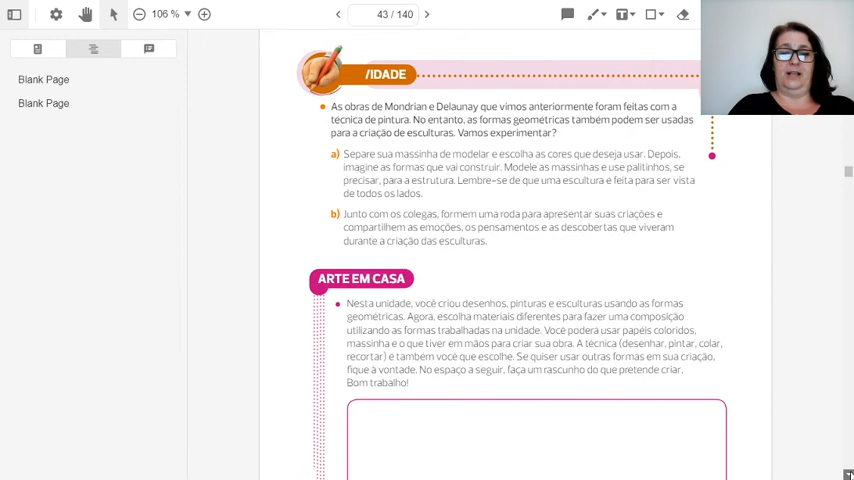 106 %
43 / 140
Blank Page
Blank Page
/IDADE
As obras de Mondrian e Delaunay que vimos anteriormente foram feitas com a
técnica de pintura. No entanto, as formas geométricas também podem ser usadas
para a criação de esculturas. Vamos experimentar?
a) Separe sua massinha de modelar e escolha as cores que deseja usar. Depois,
imagine as formas que vai construir. Modele as massinhas e use palitinhos, se
precisar, para a estrutura. Lembre-se de que uma escultura é feita para ser vista
de todos os lados.
b) Junto com os colegas, formem uma roda para apresentar suas criações e
compartilhem as emoções, os pensamentos e as descobertas que viveram
durante a criação das esculturas.
ARTE EM CASA
Nesta unidade, você criou desenhos, pinturas e esculturas usando as formas
geométricas. Agora, escolha materiais diferentes para fazer uma composição
utilizando as formas trabalhadas na unidade. Você poderá usar papéis coloridos,
massinha e o que tiver em mãos para criar sua obra. A técnica (desenhar, pintar, colar,
recortar) é também você que escolhe. Se quiser usar outras formas em sua criação,
fique à vontade. No espaço a seguir, faça um rascunho do que pretende criar.
Bom trabalho!